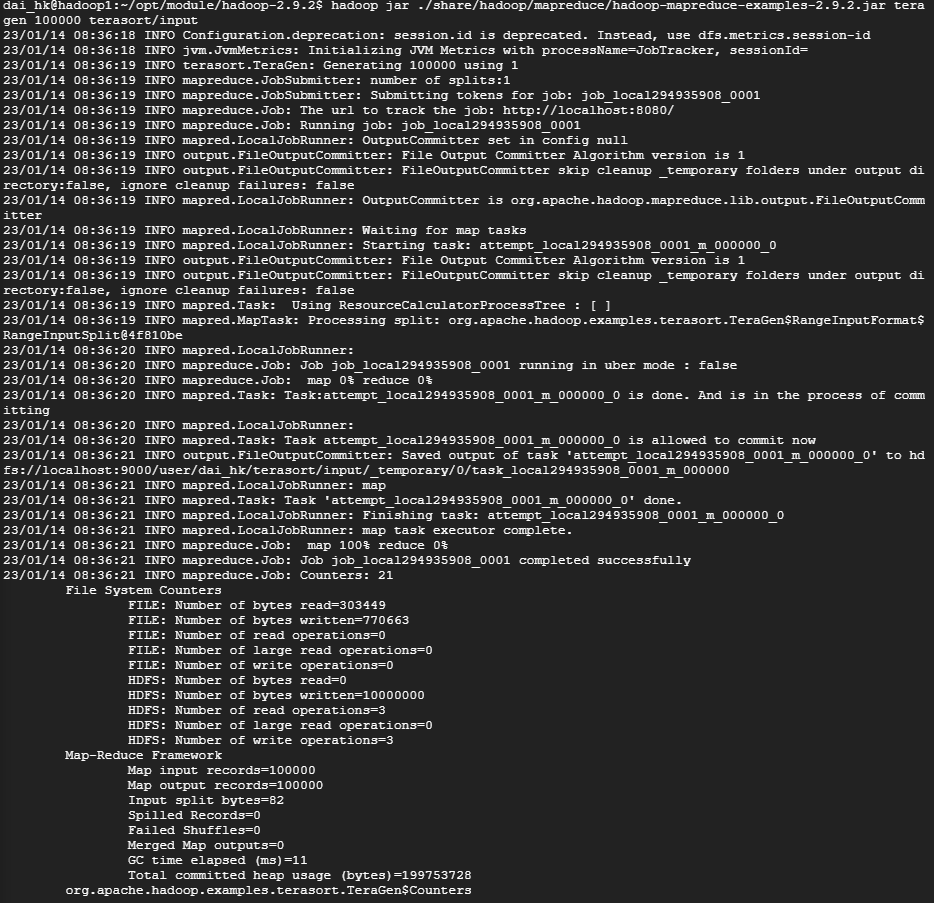 dai_hk@hadoop1:~/opt/module/hadoop-2.9.2$ hadoop jar ./share/hadoop/mapreduce/hadoop-mapreduce-examples-2.9.2.jar tera
gen 100000 terasort/input
23/01/14 08:36:18 INFO Configuration.deprecation: session.id is deprecated. Instead, use dfs.metrics.session-id
23/01/14 08:36:18 INFO jvm.JvmMetrics: Initializing JVM Metrics with processName=JobTracker, sessionId=
23/01/14 08:36:19 INFO terasort.TeraGen: Generating 100000 using 1
23/01/14 08:36:19 INFO mapreduce.JobSubmitter: number of splits:1
23/01/14 08:36:19 INFO mapreduce.JobSubmitter: Submitting tokens for job: job_local294935908_0001
23/01/14 08:36:19 INFO mapreduce.Job: The url to track the job: http://localhost:8080/
23/01/14 08:36:19 INFO mapreduce.Job: Running job: job_local294935908_0001
23/01/14 08:36:19 INFO mapred.LocalJobRunner: OutputCommitter set in config null
23/01/14 08:36:19 INFO output.FileOutputCommitter: File Output Committer Algorithm version is 1
23/01/14 08:36:19 INFO output.FileOutputCommitter: FileOutputCommitter skip cleanup _temporary folders under output di
rectory:false, ignore cleanup failures: false
23/01/14 08:36:19 INFO mapred.LocalJobRunner: OutputCommitter is org.apache.hadoop.mapreduce.lib.output.FileOutputComm
itter
23/01/14 08:36:19 INFO mapred.LocalJobRunner: Waiting for map tasks
23/01/14 08:36:19 INFO mapred.LocalJobRunner: Starting task: attempt_local294935908_0001_m_000000_0
23/01/14 08:36:19 INFO output.FileOutputCommitter: File Output Committer Algorithm version is 1
23/01/14 08:36:19 INFO output.FileOutputCommitter: FileOutputCommitter skip cleanup _temporary folders under output di
rectory:false, ignore cleanup failures: false
23/01/14 08:36:19 INFO mapred.Task:  Using ResourceCalculatorProcessTree : [ ]
23/01/14 08:36:19 INFO mapred.MapTask: Processing split: org.apache.hadoop.examples.terasort.TeraGen$RangeInputFormat$
RangeInputSplit@4f810be
23/01/14 08:36:20 INFO mapred.LocalJobRunner:
23/01/14 08:36:20 INFO mapreduce.Job: Job job_local294935908_0001 running in uber mode : false
23/01/14 08:36:20 INFO mapreduce.Job:  map 0% reduce 0%
23/01/14 08:36:20 INFO mapred.Task: Task:attempt_local294935908_0001_m_000000_0 is done. And is in the process of comm
itting
23/01/14 08:36:20 INFO mapred.LocalJobRunner:
23/01/14 08:36:20 INFO mapred.Task: Task attempt_local294935908_0001_m_000000_0 is allowed to commit now
23/01/14 08:36:21 INFO output.FileOutputCommitter: Saved output of task 'attempt_local294935908_0001_m_000000_0' to hd
fs://localhost:9000/user/dai_hk/terasort/input/_temporary/0/task_local294935908_0001_m_000000
23/01/14 08:36:21 INFO mapred.LocalJobRunner: map
23/01/14 08:36:21 INFO mapred.Task: Task 'attempt_local294935908_0001_m_000000_0' done.
23/01/14 08:36:21 INFO mapred.LocalJobRunner: Finishing task: attempt_local294935908_0001_m_000000_0
23/01/14 08:36:21 INFO mapred.LocalJobRunner: map task executor complete.
23/01/14 08:36:21 INFO mapreduce.Job:  map 100% reduce 0%
23/01/14 08:36:21 INFO mapreduce.Job: Job job_local294935908_0001 completed successfully
23/01/14 08:36:21 INFO mapreduce.Job: Counters: 21
File System Counters
FILE: Number of bytes read=303449
FILE: Number of bytes written=770663
FILE: Number of read operations=0
FILE: Number of large read operations=0
FILE: Number of write operations=0
HDFS: Number of bytes read=0
HDFS: Number of bytes written=10000000
HDFS: Number of read operations=3
HDFS: Number of large read operations=0
HDFS: Number of write operations=3
Map-Reduce Framework
Map input records=100000
Map output records=100000
Input split bytes=82
Spilled Records=0
Failed Shuffles=0
Merged Map outputs=0
GC time elapsed (ms)=11
Total committed heap usage (bytes)=199753728
org.apache.hadoop.examples.terasort.TeraGen$Counters